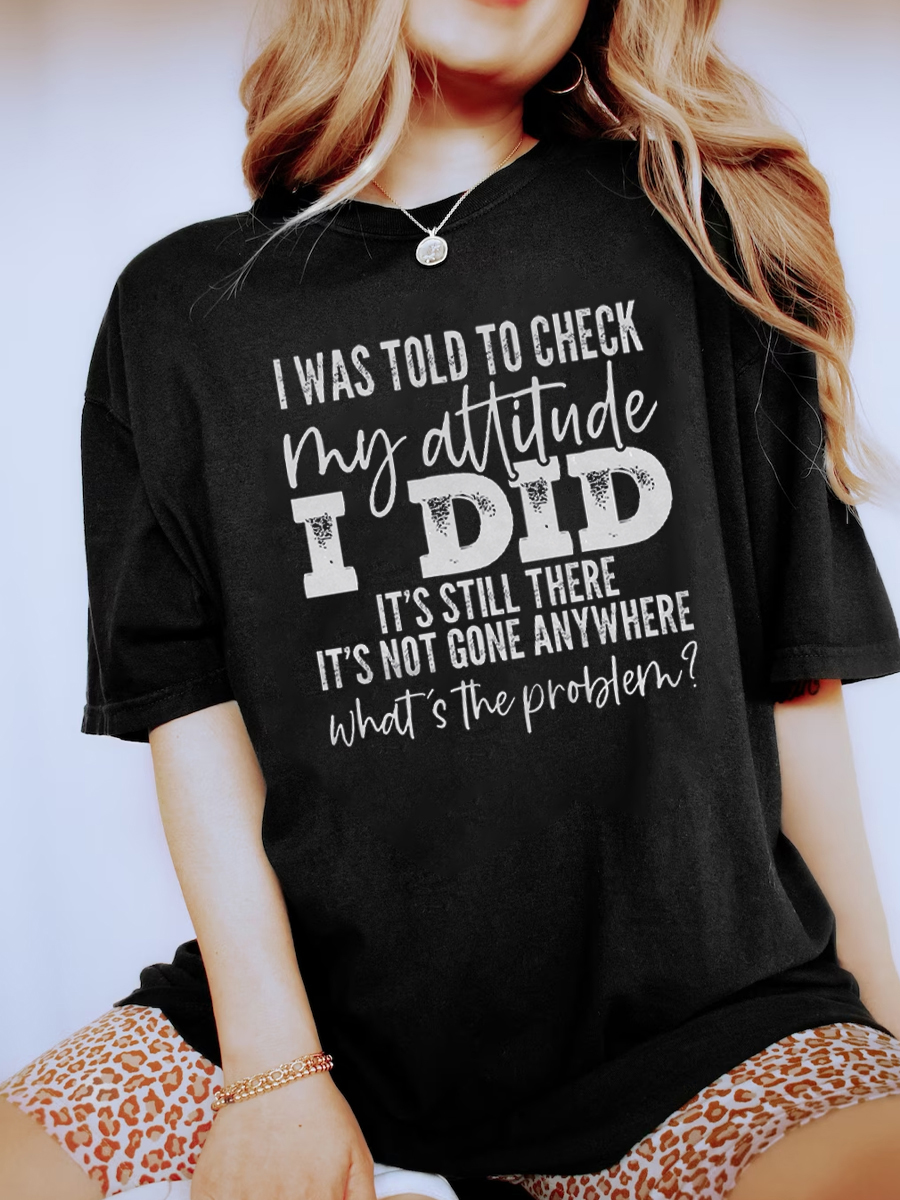 I WAS TOLD TO CHECK
my attitude
I DID
IT'S STILL THERE
IT'S NOT GONE ANYWHERE
what's the problem?